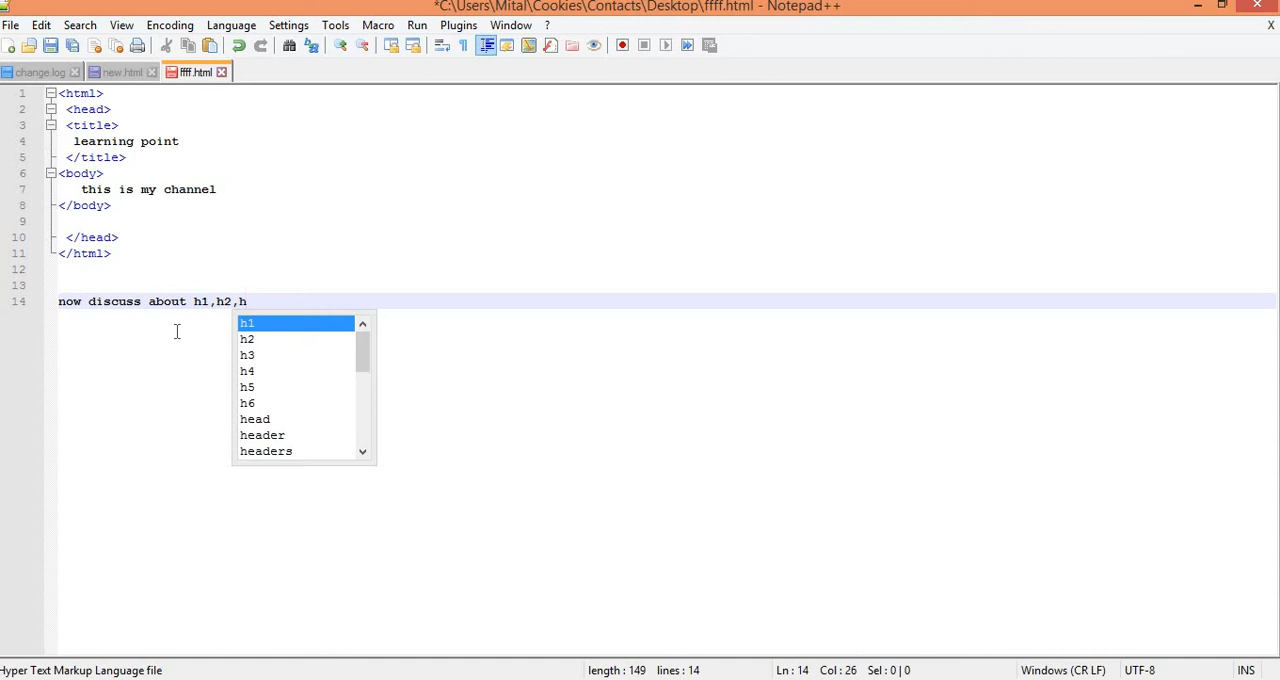 *C:\Users\Mital\Cookies\Contacts\Desktop\ffff.html - Notepad++
File Edit Search View Encoding Language Settings Tools Macro Run Plugins Window ? X
change.log new.html ffff.html
1 <html>
2 <head>
3 <title>
4 learning point
5 </title>
6 <body>
7 this is my channel
8 </body>
9
10 </head>
11 </html>
12
13
14 now discuss about h1,h2,h
h1
h2
h3
h4
h5
h6
head
header
headers
Hyper Text Markup Language file length : 149 lines : 14 Ln : 14 Col : 26 Sel : 0 | 0 Windows (CR LF) UTF-8 INS